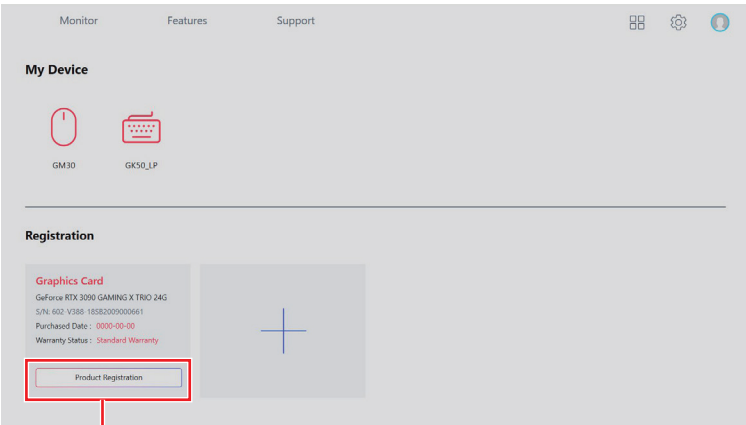 Monitor Features Support
My Device
GM30 GK50_LP
Registration
Graphics Card
GeForce RTX 3090 GAMING X TRIO 24G
S/N: 602-V388-18SB2009000661
Purchased Date : 0000-00-00
Warranty Status : Standard Warranty
Product Registration